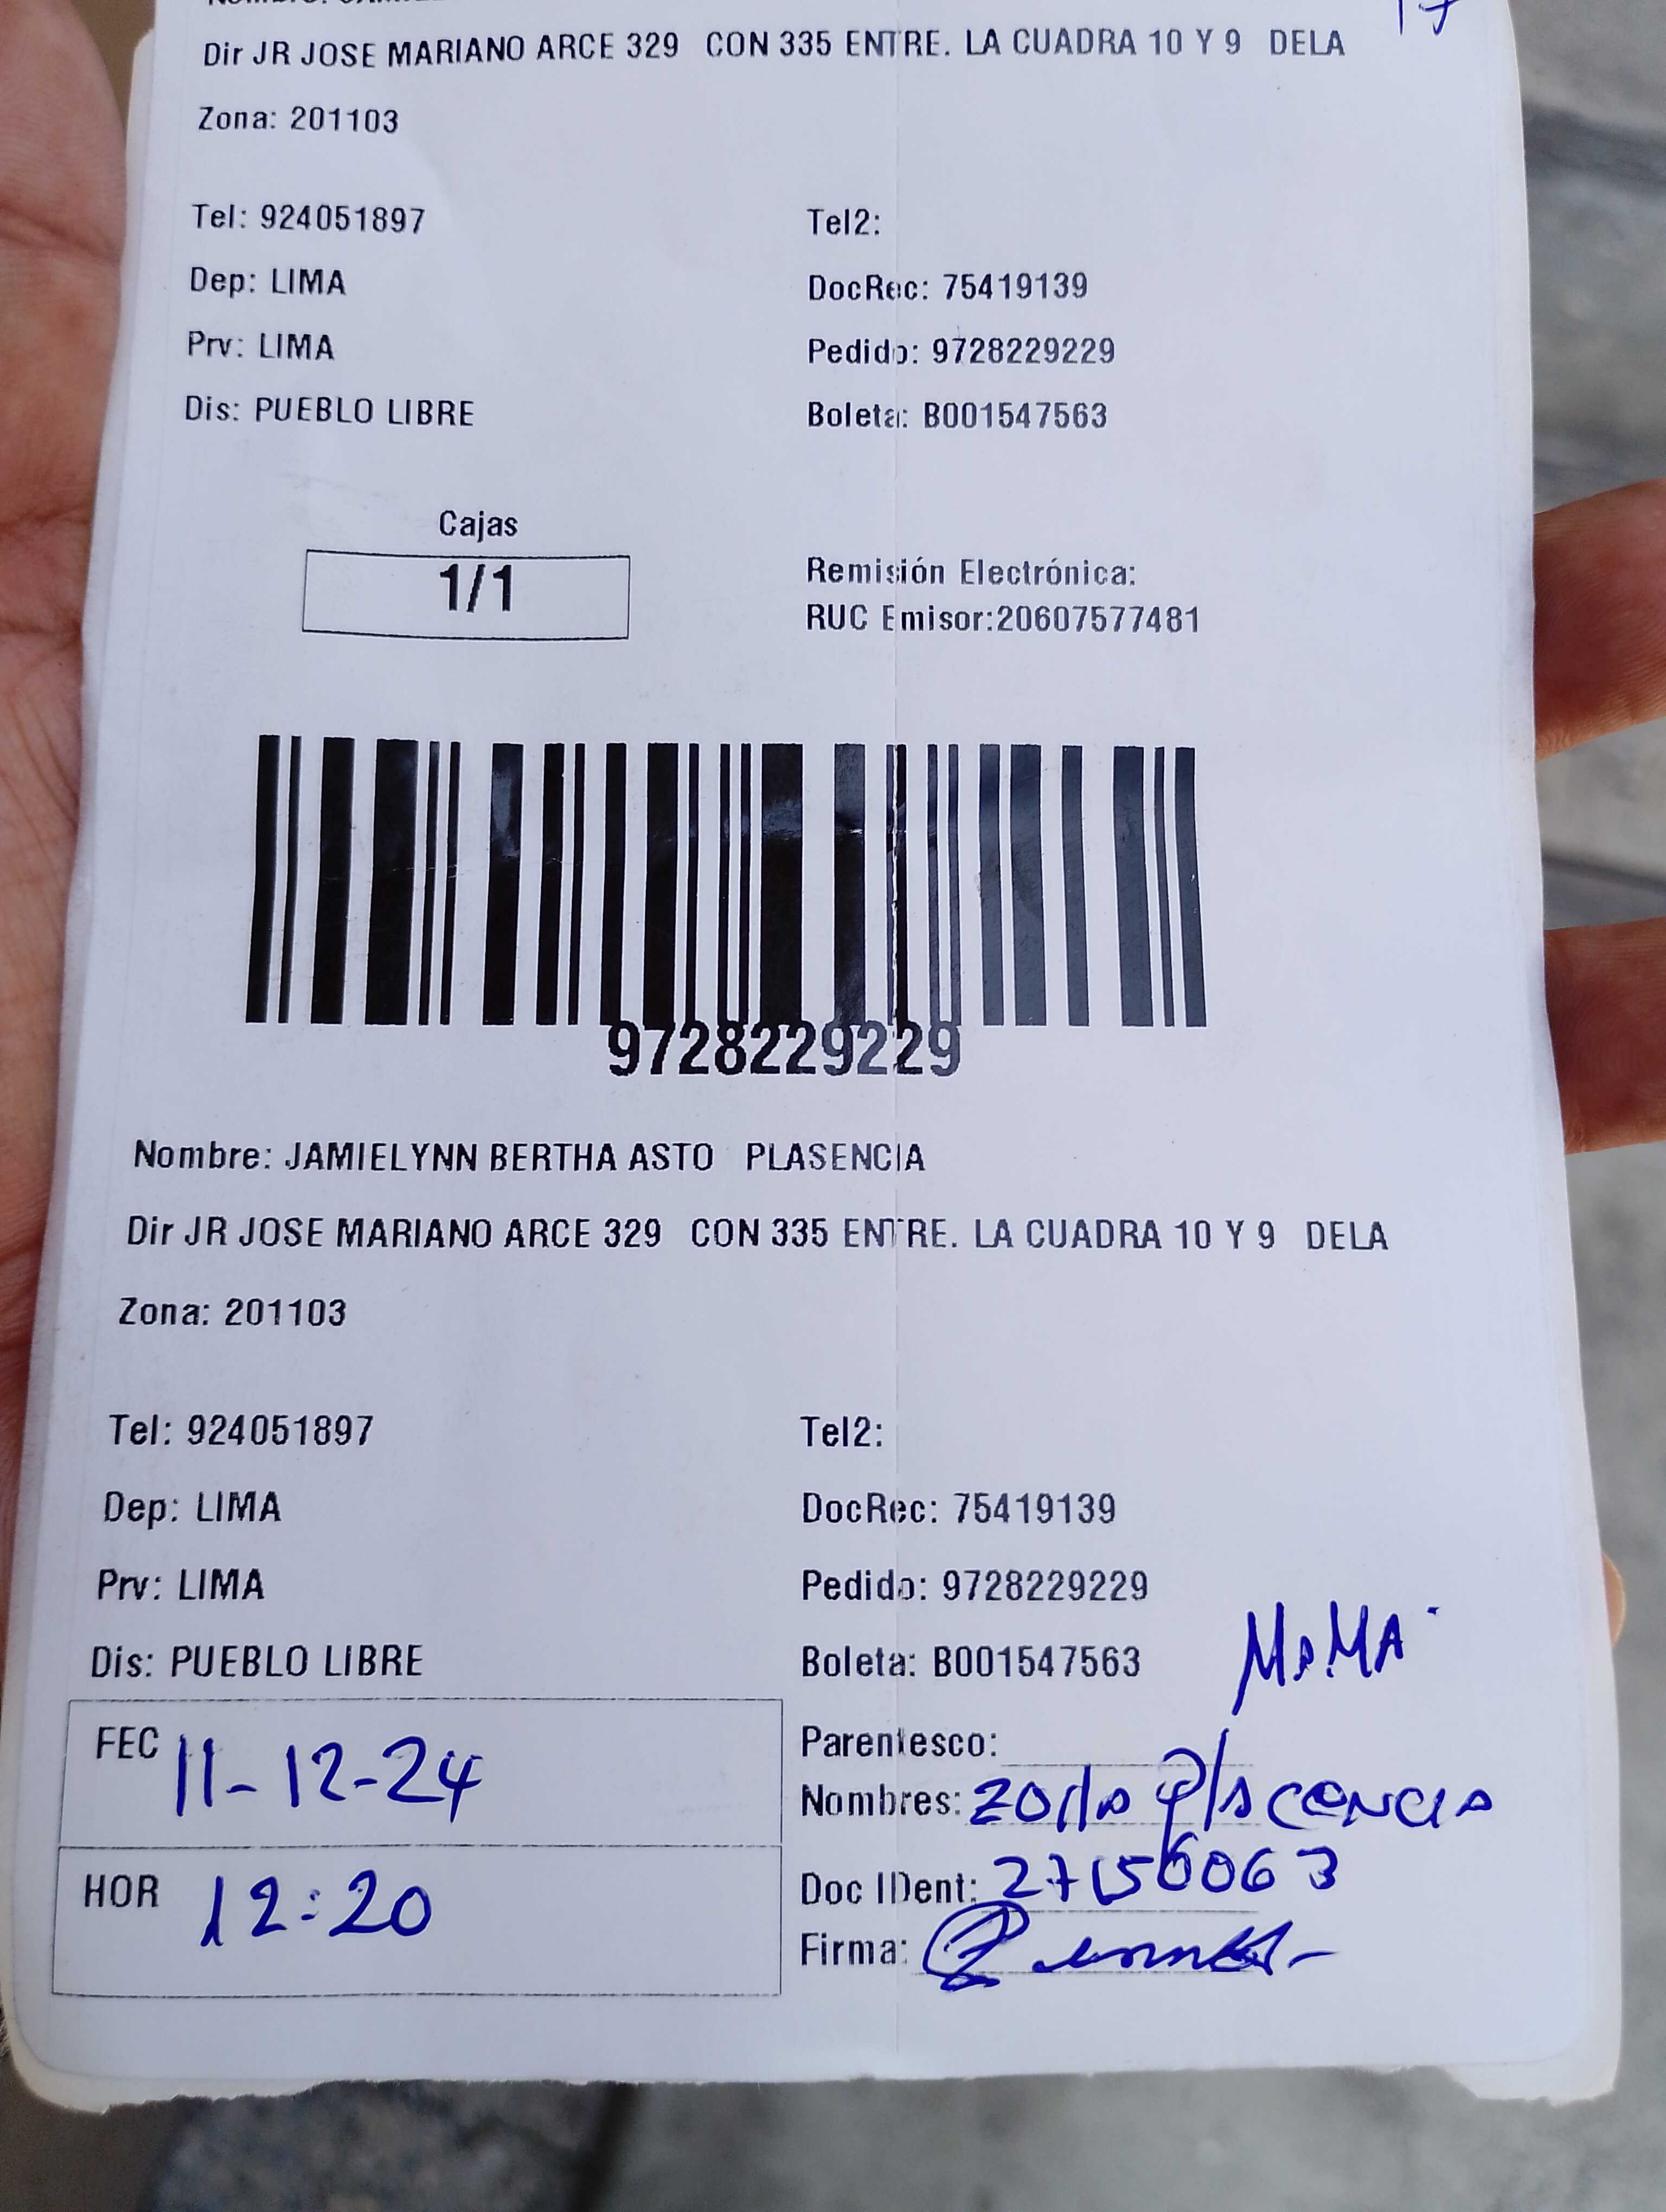 Dir JR JOSE MARIANO ARCE 329 CON 335 ENTRE. LA CUADRA 10 Y 9 DELA
Zona: 201103
Tel: 924051897 Tel2:
Dep: LIMA DocRec: 75419139
Prv: LIMA Pedido: 9728229229
Dis: PUEBLO LIBRE Boleta: B001547563
Cajas
1/1
Remisión Electrónica:
RUC Emisor:20607577481
9728229229
Nombre: JAMIELYNN BERTHA ASTO PLASENCIA
Dir JR JOSE MARIANO ARCE 329 CON 335 ENTRE. LA CUADRA 10 Y 9 DELA
Zona: 201103
Tel: 924051897 Tel2:
Dep: LIMA DocRec: 75419139
Prv: LIMA Pedido: 9728229229
Dis: PUEBLO LIBRE Boleta: B001547563
MAMA
FEC 11-12-24
Parentesco:
Nombres: Placencia
HOR 12:20
Doc IDent: 27156063
Firma: